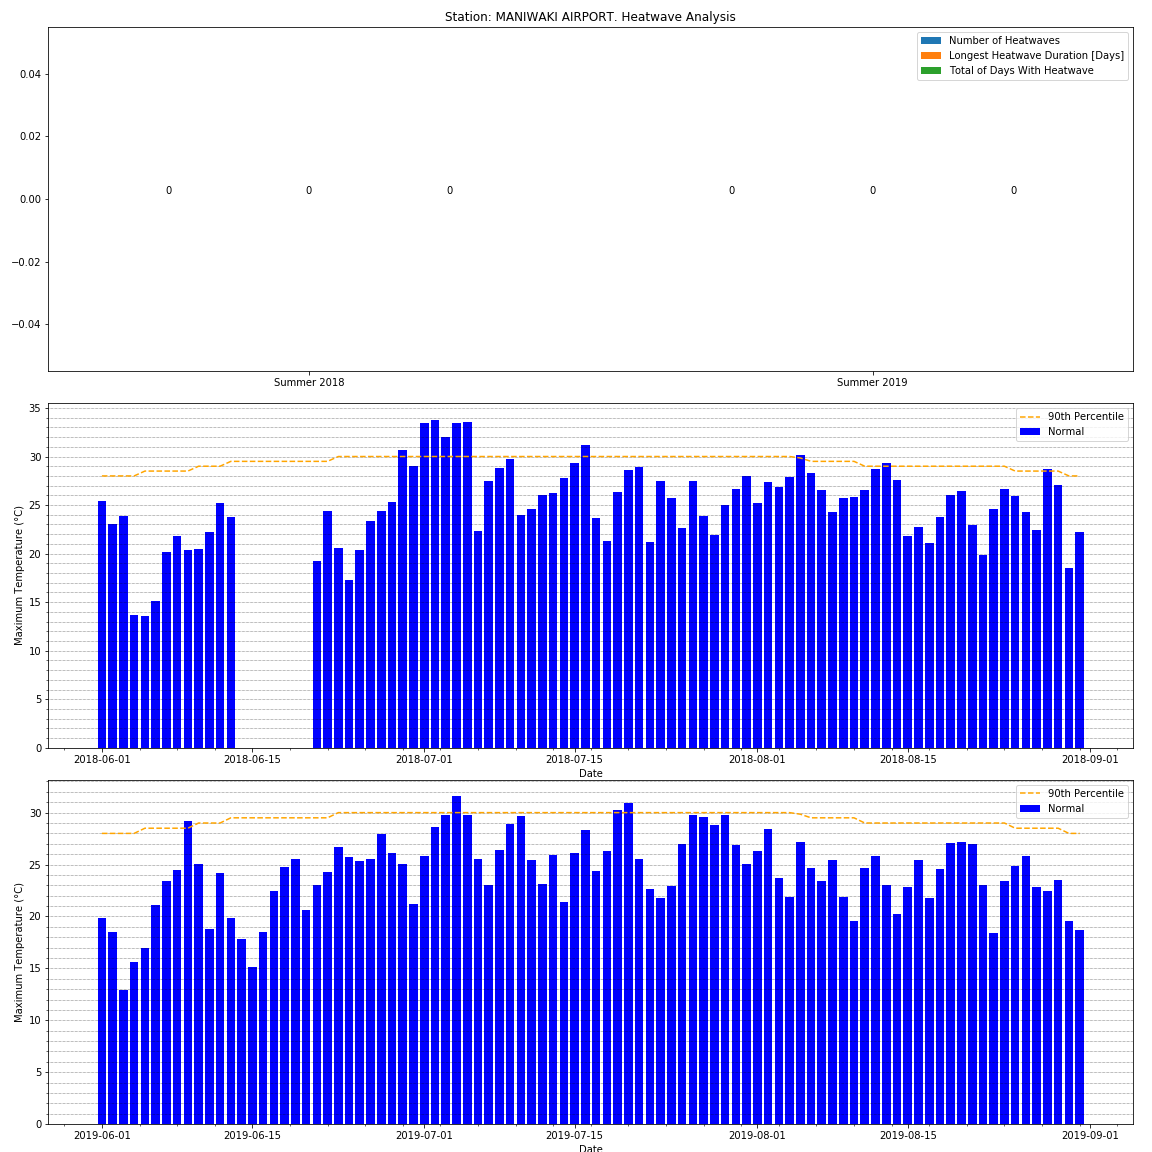 Station: MANIWAKI AIRPORT. Heatwave Analysis
Number of Heatwaves
Longest Heatwave Duration [Days]
Total of Days With Heatwave
0.04
0.02
0.00
−0.02
−0.04
0 0 0 0 0 0
Summer 2018 Summer 2019
90th Percentile
Normal
Maximum Temperature (°C)
35
30
25
20
15
10
5
0
2018-06-01 2018-06-15 2018-07-01 2018-07-15 2018-08-01 2018-08-15 2018-09-01
Date
90th Percentile
Normal
Maximum Temperature (°C)
30
25
20
15
10
5
0
2019-06-01 2019-06-15 2019-07-01 2019-07-15 2019-08-01 2019-08-15 2019-09-01
Date